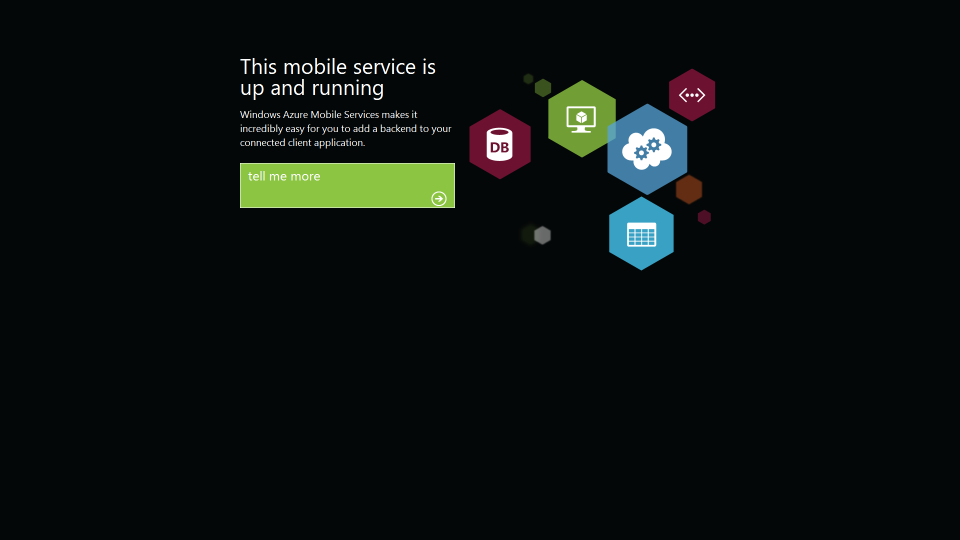 This mobile service is
up and running
Windows Azure Mobile Services makes it
incredibly easy for you to add a backend to your
connected client application.
tell me more
DB